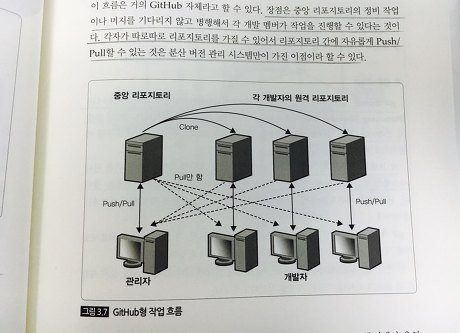 이 흐름은 거의 GitHub 자체라고 할 수 있다. 장점은 중앙 리포지토리의 정비 작업
이나 머지를 기다리지 않고 발행해서 각 개발 멤버가 작업을 진행할 수 있다는 것이
다. 각자가 따로따로 리포지토리를 가질 수 있어서 리포지토리 간에 자유롭게 Push/
Pull할 수 있는 것은 분산 버전 관리 시스템만이 가진 이점이라 할 수 있다.
중앙 리포지토리
각 개발자의 원격 리포지토리
Clone
Pull만 함
Push/Pull
Push/Pull
관리자
개발자
그림 3.7 GitHub형 작업 흐름